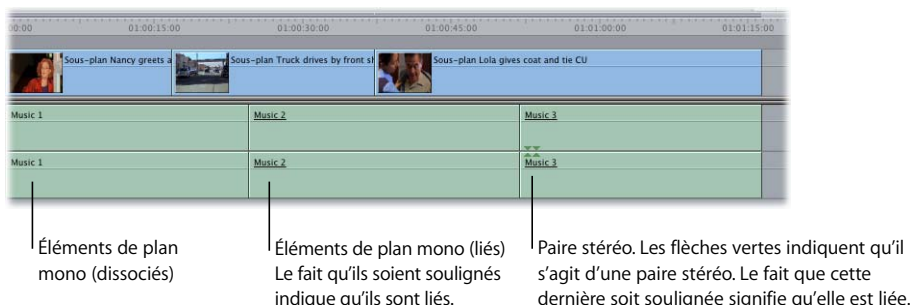 00:00 01:00:15:00 01:00:30:00 01:00:45:00 01:01:00:00 01:01:15:00
Sous-plan Nancy greets a Sous-plan Truck drives by front sh Sous-plan Lola gives coat and tie CU
Music 1 Music 2 Music 3
Music 1 Music 2 Music 3
Éléments de plan
mono (dissociés)
Éléments de plan mono (liés)
Le fait qu'ils soient soulignés
indique qu'ils sont liés.
Paire stéréo. Les flèches vertes indiquent qu'il
s'agit d'une paire stéréo. Le fait que cette
dernière soit soulignée signifie qu'elle est liée.